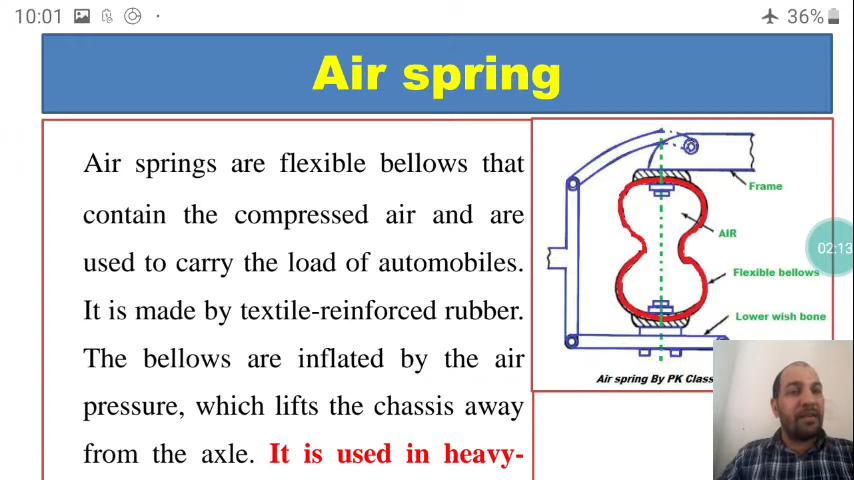 10:01
36%
Air spring
Air springs are flexible bellows that
contain the compressed air and are
used to carry the load of automobiles.
It is made by textile-reinforced rubber.
The bellows are inflated by the air
pressure, which lifts the chassis away
from the axle. It is used in heavy-
Frame
AIR
02:13
Flexible bellows
Lower wish bone
Air spring By PK Class